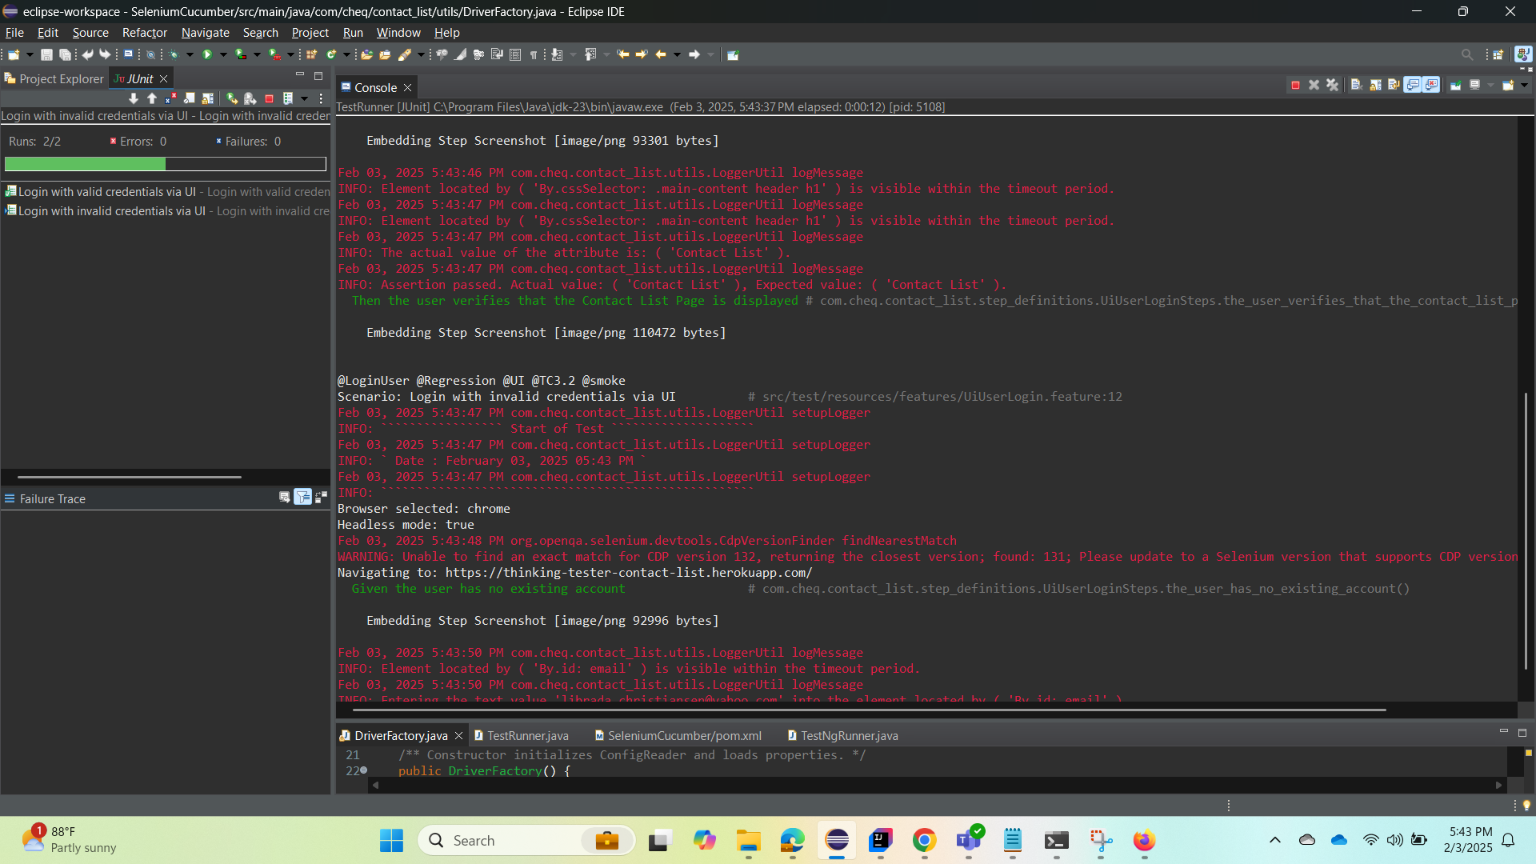 eclipse-workspace - SeleniumCucumber/src/main/java/com/cheq/contact_list/utils/DriverFactory.java - Eclipse IDE
File Edit Source Refactor Navigate Search Project Run Window Help
Project Explorer JUnit
Console
TestRunner [JUnit] C:\Program Files\Java\jdk-23\bin\javaw.exe (Feb 3, 2025, 5:43:37 PM elapsed: 0:00:12) [pid: 5108]
Login with invalid credentials via UI - Login with invalid creder
Runs: 2/2 Errors: 0 Failures: 0
Login with valid credentials via UI - Login with valid creden
Login with invalid credentials via UI - Login with invalid cre
Failure Trace
Embedding Step Screenshot [image/png 93301 bytes]
Feb 03, 2025 5:43:46 PM com.cheq.contact_list.utils.LoggerUtil logMessage
INFO: Element located by ( 'By.cssSelector: .main-content header h1' ) is visible within the timeout period.
Feb 03, 2025 5:43:47 PM com.cheq.contact_list.utils.LoggerUtil logMessage
INFO: Element located by ( 'By.cssSelector: .main-content header h1' ) is visible within the timeout period.
Feb 03, 2025 5:43:47 PM com.cheq.contact_list.utils.LoggerUtil logMessage
INFO: The actual value of the attribute is: ( 'Contact List' ).
Feb 03, 2025 5:43:47 PM com.cheq.contact_list.utils.LoggerUtil logMessage
INFO: Assertion passed. Actual value: ( 'Contact List' ), Expected value: ( 'Contact List' ).
Then the user verifies that the Contact List Page is displayed # com.cheq.contact_list.step_definitions.UiUserLoginSteps.the_user_verifies_that_the_contact_list_p
Embedding Step Screenshot [image/png 110472 bytes]
@LoginUser @Regression @UI @TC3.2 @smoke
Scenario: Login with invalid credentials via UI # src/test/resources/features/UiUserLogin.feature:12
Feb 03, 2025 5:43:47 PM com.cheq.contact_list.utils.LoggerUtil setupLogger
INFO: ````````````````` Start of Test ````````````````````
Feb 03, 2025 5:43:47 PM com.cheq.contact_list.utils.LoggerUtil setupLogger
INFO: ` Date : February 03, 2025 05:43 PM `
Feb 03, 2025 5:43:47 PM com.cheq.contact_list.utils.LoggerUtil setupLogger
INFO: ````````````````````````````````````````````````````
Browser selected: chrome
Headless mode: true
Feb 03, 2025 5:43:48 PM org.openqa.selenium.devtools.CdpVersionFinder findNearestMatch
WARNING: Unable to find an exact match for CDP version 132, returning the closest version; found: 131; Please update to a Selenium version that supports CDP version
Navigating to: https://thinking-tester-contact-list.herokuapp.com/
Given the user has no existing account # com.cheq.contact_list.step_definitions.UiUserLoginSteps.the_user_has_no_existing_account()
Embedding Step Screenshot [image/png 92996 bytes]
Feb 03, 2025 5:43:50 PM com.cheq.contact_list.utils.LoggerUtil logMessage
INFO: Element located by ( 'By.id: email' ) is visible within the timeout period.
Feb 03, 2025 5:43:50 PM com.cheq.contact_list.utils.LoggerUtil logMessage
INFO: Entering the text value 'librada.christiansen@yahoo.com' into the element located by ( 'By.id: email' )
DriverFactory.java TestRunner.java SeleniumCucumber/pom.xml TestNgRunner.java
21 /** Constructor initializes ConfigReader and loads properties. */
22 public DriverFactory() {
1
88°F
Partly sunny
Search
5:43 PM
2/3/2025